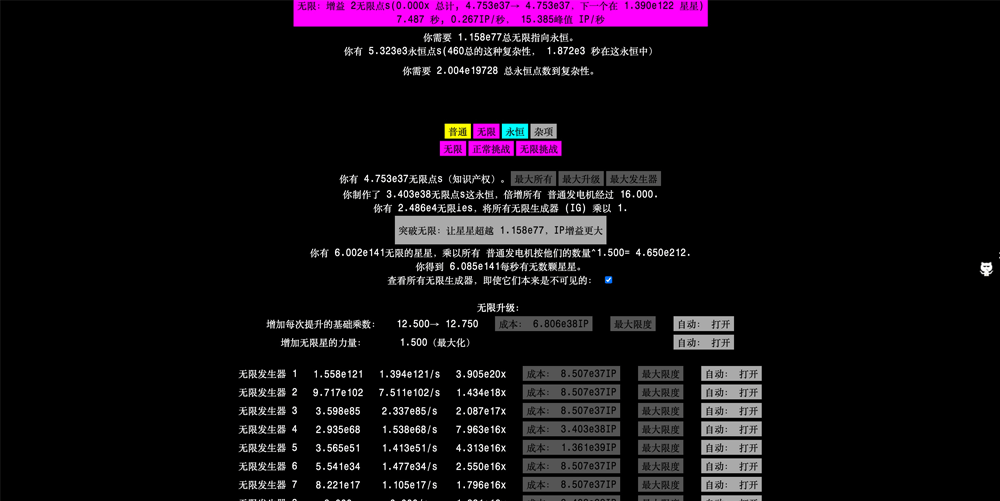 无限: 增益 2无限点s(0.000x 总计; 4.753e37→ 4.753e37, 下一个在 1.390e122 星星)
7.487 秒; 0.267IP/秒. 15.385峰值 IP/秒
你需要 1.158e77总无限指向永恒。
你有 5.323e3永恒点s(460总的这种复杂性, 1.872e3 秒在这永恒中)
你需要 2.004e19728 总永恒点数到复杂性。
普通 无限 永恒 杂项
无限 正常挑战 无限挑战
你有 4.753e37无限点s (知识产权) 。 最大所有 最大升级 最大发生器
你制作了 3.403e38无限点s这永恒, 倍增所有 普通发电机经过 16.000.
你有 2.486e4无限ies, 将所有无限生成器 (IG) 乘以 1.
突破无限: 让星星超越 1.158e77, IP增益更大
你有 6.002e141无限的星星, 乘以所有 普通发电机按他们的数量^1.500= 4.650e212.
你得到 6.085e141每秒有无数颗星星。
查看所有无限生成器, 即使它们本来是不可见的:
无限升级:
增加每次提升的基础乘数: 12.500→ 12.750 成本: 6.806e38IP 最大限度 自动: 打开
增加无限星的力量: 1.500 (最大化) 自动: 打开
无限发生器 1 1.558e121 1.394e121/s 3.905e20x 成本: 8.507e37IP 最大限度 自动: 打开
无限发生器 2 9.717e102 7.511e102/s 1.434e18x 成本: 8.507e37IP 最大限度 自动: 打开
无限发生器 3 3.598e85 2.337e85/s 2.087e17x 成本: 8.507e37IP 最大限度 自动: 打开
无限发生器 4 2.935e68 1.538e68/s 7.963e16x 成本: 3.403e38IP 最大限度 自动: 打开
无限发生器 5 3.565e51 1.413e51/s 4.313e16x 成本: 1.361e39IP 最大限度 自动: 打开
无限发生器 6 5.541e34 1.477e34/s 2.550e16x 成本: 8.507e37IP 最大限度 自动: 打开
无限发生器 7 8.221e17 1.105e17/s 1.796e16x 成本: 8.507e37IP 最大限度 自动: 打开